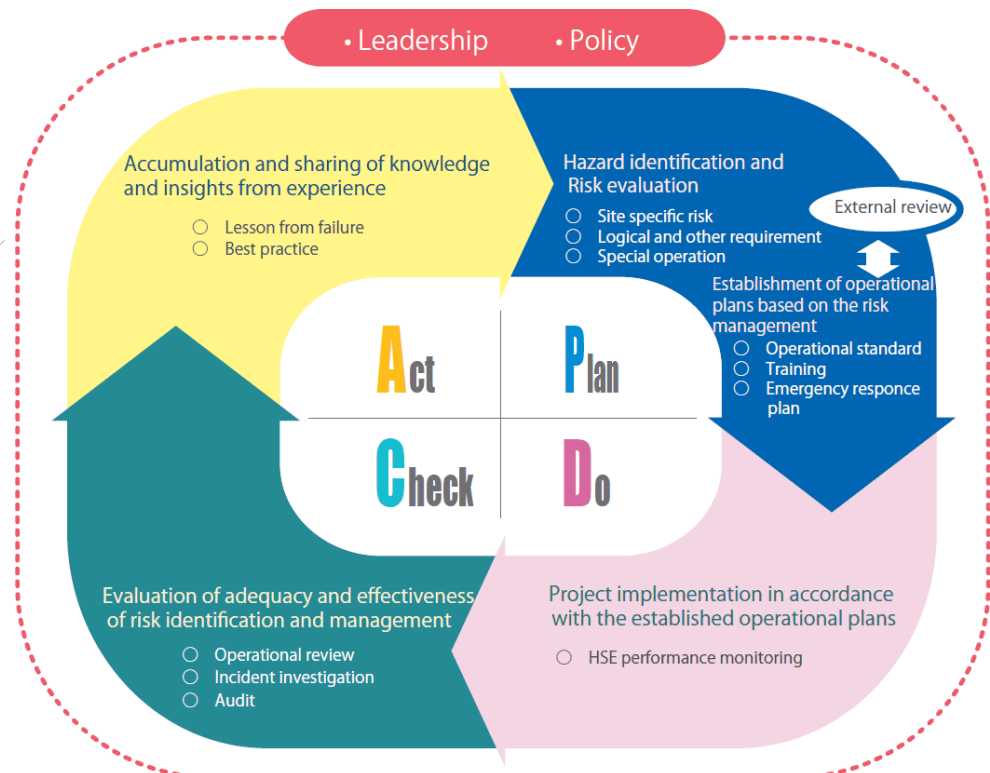 • Leadership • Policy
Accumulation and sharing of knowledge
and insights from experience
○ Lesson from failure
○ Best practice
Hazard identification and
Risk evaluation
○ Site specific risk
○ Logical and other requirement
○ Special operation
External review
Establishment of operational
plans based on the risk
management
○ Operational standard
○ Training
○ Emergency responce
plan
Act
Plan
Check
Do
Evaluation of adequacy and effectiveness
of risk identification and management
○ Operational review
○ Incident investigation
○ Audit
Project implementation in accordance
with the established operational plans
○ HSE performance monitoring